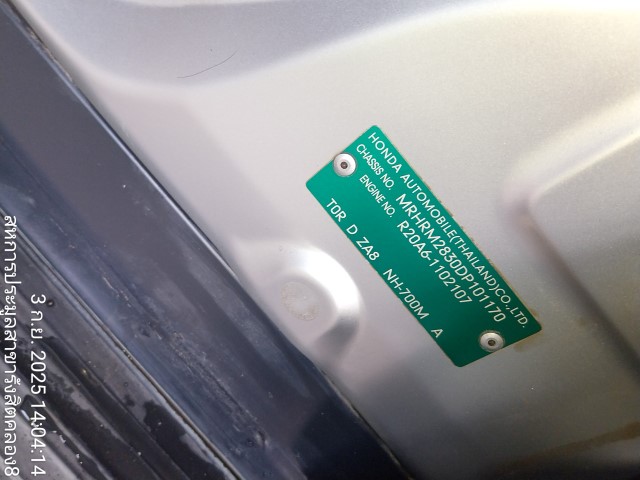 HONDA AUTOMOBILE(THAILAND)CO.,LTD.
CHASSIS NO. MRHRM2830DP101170
ENGINE NO. R20A6-1102107
TDR D ZA8 NH-700M A
3 ก.ย. 2025 14:04:14
สหการประมูลสาขารังสิตคลอง8